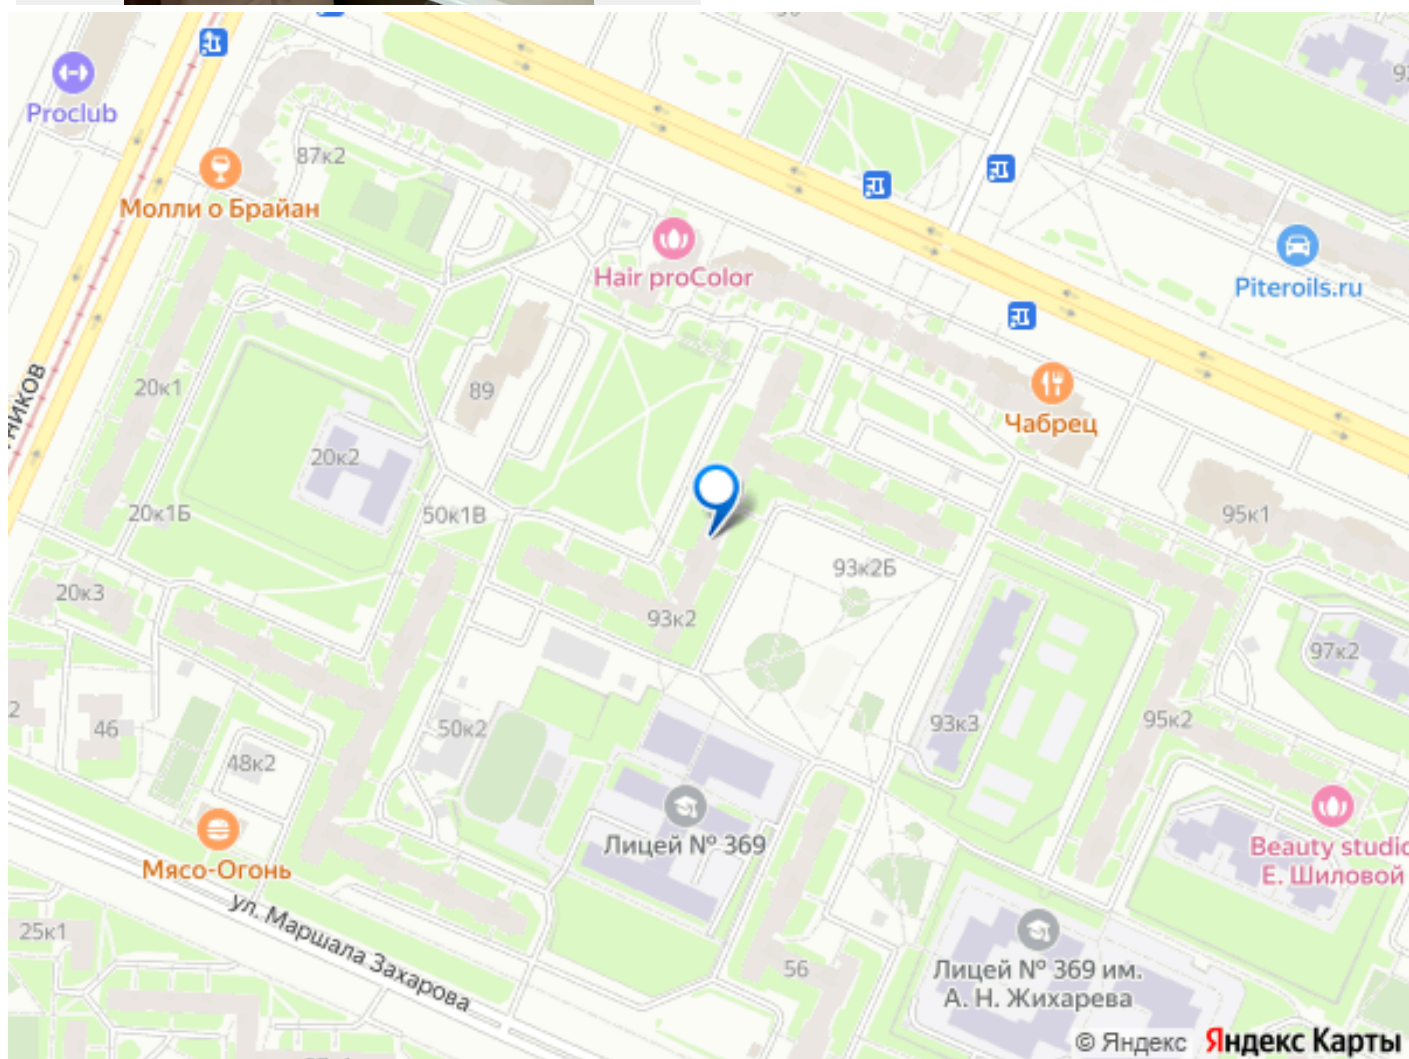 Proclub
87к2
Молли о Брайан
Hair proColor
Piteroils.ru
20к1
89
Чабрец
20к2
20к1Б
50к1В
95к1
93к2Б
20к3
93к2
97к2
46
50к2
93к3
95к2
48к2
Лицей № 369
Мясо-Огонь
Beauty studio
Е. Шиловой
ул. Маршала Захарова
25к1
56
Лицей № 369 им.
А. Н. Жихарева
© Яндекс Яндекс Карты